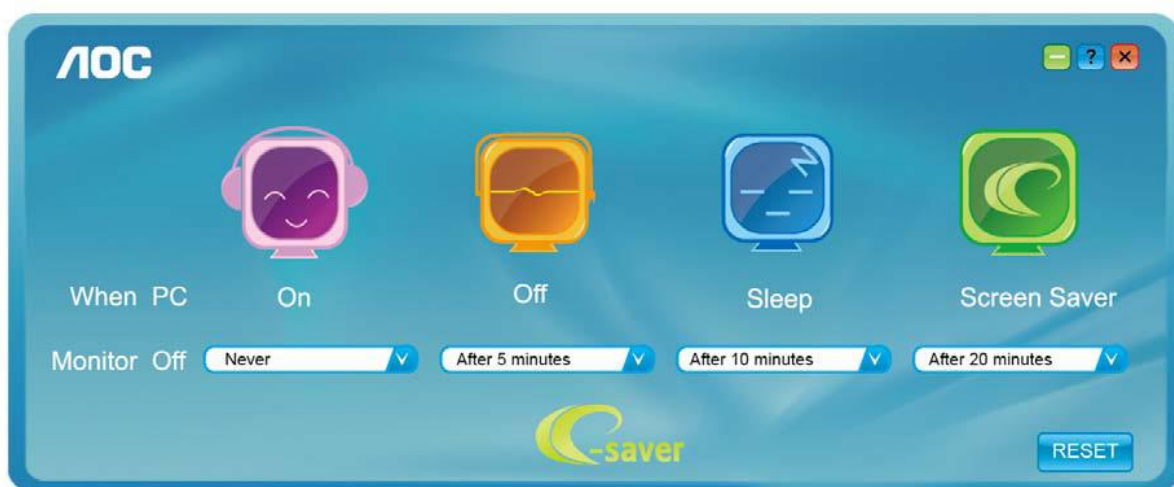 AOC
?
When PC On Off Sleep Screen Saver
Monitor Off Never After 5 minutes After 10 minutes After 20 minutes
e-saver
RESET